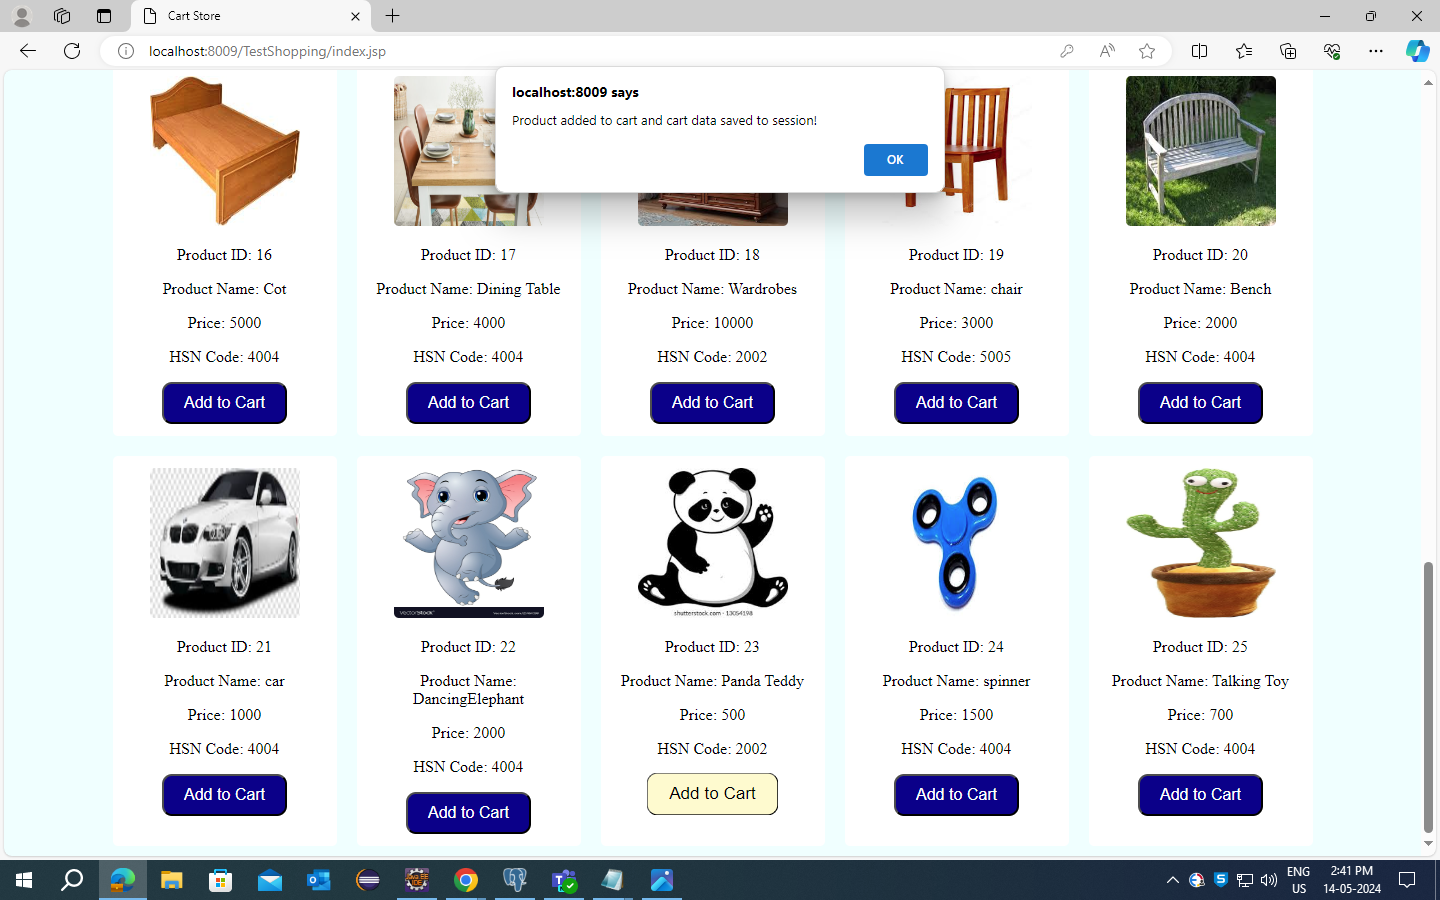 Cart Store
localhost:8009/TestShopping/index.jsp
localhost:8009 says
Product added to cart and cart data saved to session!
OK
Product ID: 16
Product Name: Cot
Price: 5000
HSN Code: 4004
Add to Cart
Product ID: 17
Product Name: Dining Table
Price: 4000
HSN Code: 4004
Add to Cart
Product ID: 18
Product Name: Wardrobes
Price: 10000
HSN Code: 2002
Add to Cart
Product ID: 19
Product Name: chair
Price: 3000
HSN Code: 5005
Add to Cart
Product ID: 20
Product Name: Bench
Price: 2000
HSN Code: 4004
Add to Cart
Product ID: 21
Product Name: car
Price: 1000
HSN Code: 4004
Add to Cart
VectorStock
Product ID: 22
Product Name:
DancingElephant
Price: 2000
HSN Code: 4004
Add to Cart
shutterstock.com · 13054198
Product ID: 23
Product Name: Panda Teddy
Price: 500
HSN Code: 2002
Add to Cart
Product ID: 24
Product Name: spinner
Price: 1500
HSN Code: 4004
Add to Cart
Product ID: 25
Product Name: Talking Toy
Price: 700
HSN Code: 4004
Add to Cart
ENG
US
2:41 PM
14-05-2024